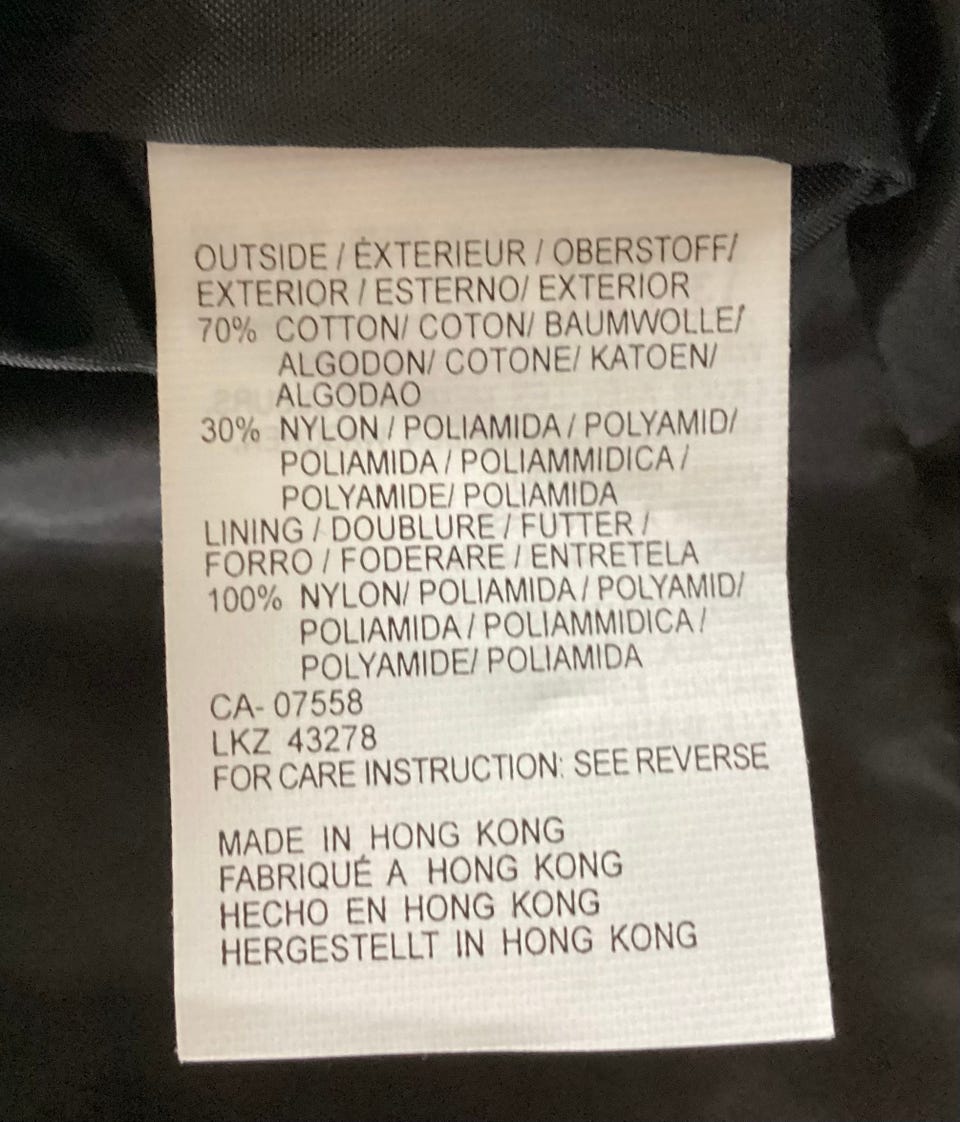 OUTSIDE / ÉXTERIEUR / OBERSTOFF/
EXTERIOR / ESTERNO/ EXTERIOR
70% COTTON/ COTON/ BAUMWOLLE/
ALGODON/ COTONE/ KATOEN/
ALGODAO
30% NYLON / POLIAMIDA / POLYAMID/
POLIAMIDA / POLIAMMIDICA /
POLYAMIDE/ POLIAMIDA
LINING / DOUBLURE / FUTTER /
FORRO / FODERARE / ENTRETELA
100% NYLON/ POLIAMIDA / POLYAMID/
POLIAMIDA / POLIAMMIDICA /
POLYAMIDE/ POLIAMIDA
CA- 07558
LKZ 43278
FOR CARE INSTRUCTION: SEE REVERSE
MADE IN HONG KONG
FABRIQUÉ A HONG KONG
HECHO EN HONG KONG
HERGESTELLT IN HONG KONG